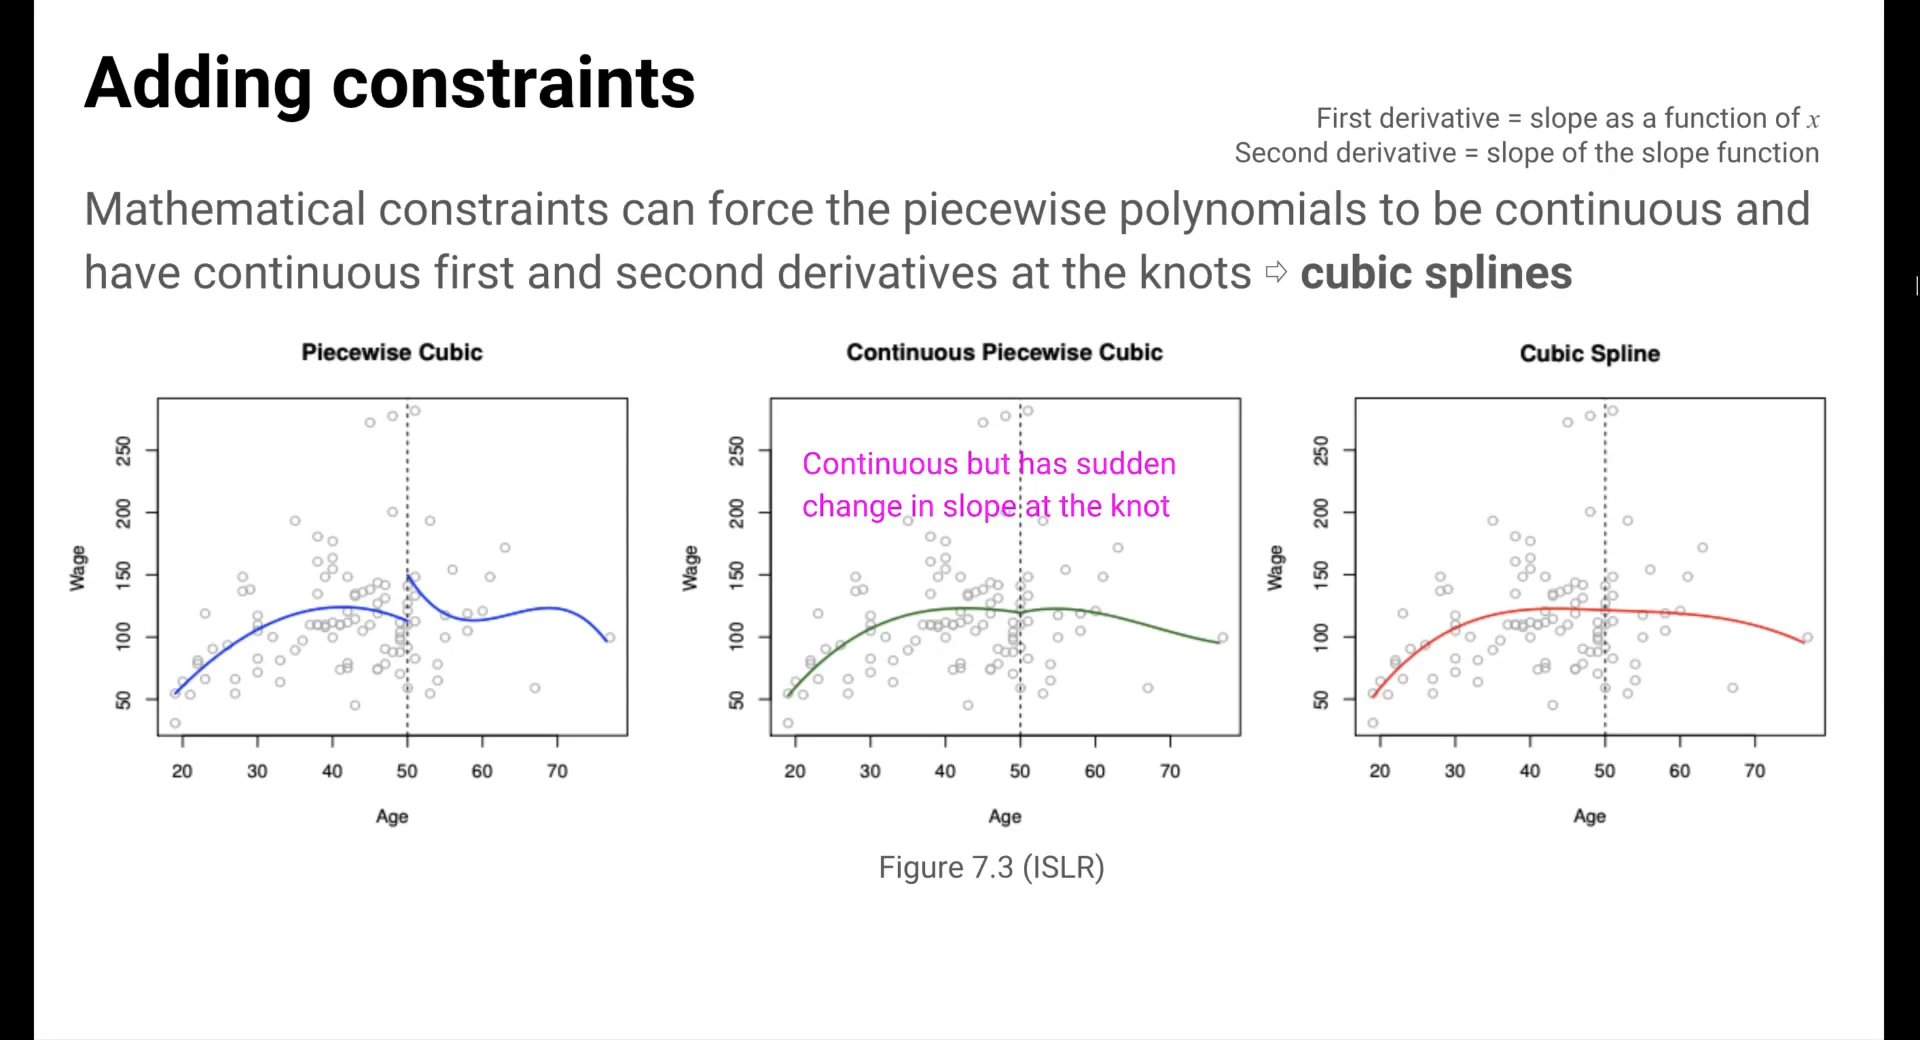 Adding constraints
First derivative = slope as a function of x
Second derivative = slope of the slope function
Mathematical constraints can force the piecewise polynomials to be continuous and
have continuous first and second derivatives at the knots ⇨ cubic splines
Piecewise Cubic
250
200
150
100
50
Wage
20 30 40 50 60 70
Age
Continuous Piecewise Cubic
Continuous but has sudden
change in slope at the knot
250
200
150
100
50
Wage
20 30 40 50 60 70
Age
Cubic Spline
250
200
150
100
50
Wage
20 30 40 50 60 70
Age
Figure 7.3 (ISLR)